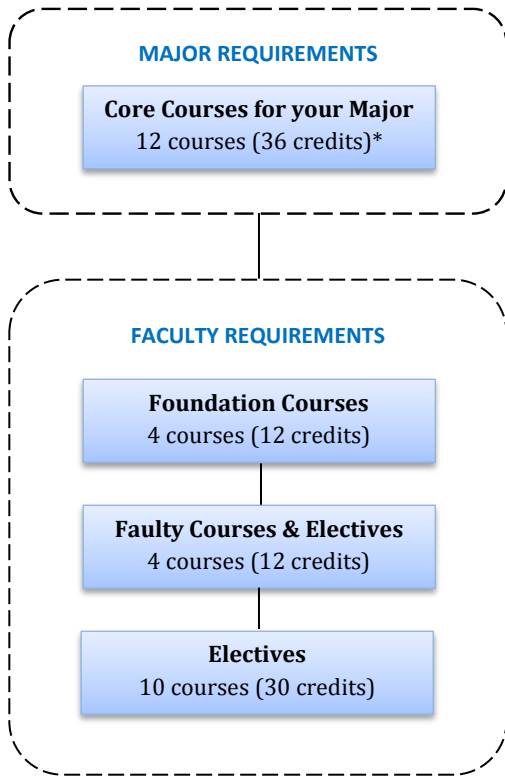 MAJOR REQUIREMENTS
Core Courses for your Major
12 courses (36 credits)*
FACULTY REQUIREMENTS
Foundation Courses
4 courses (12 credits)
Faulty Courses & Electives
4 courses (12 credits)
Electives
10 courses (30 credits)